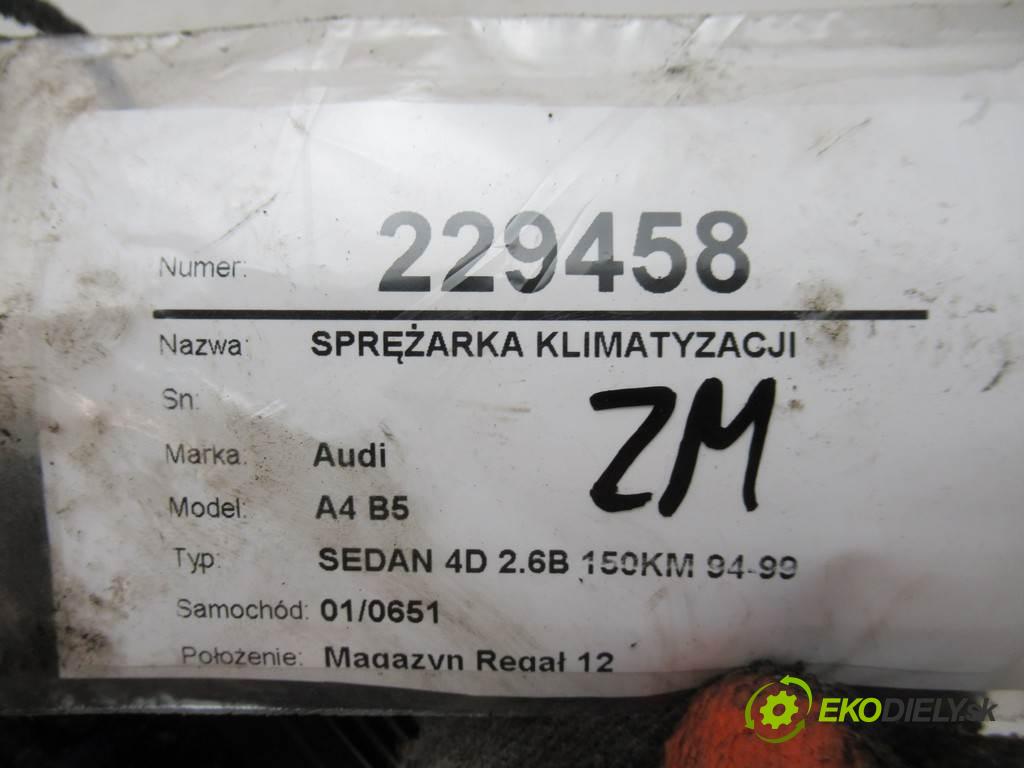 Numer: 229458
Nazwa: SPRĘŻARKA KLIMATYZACJI
Sn:
ZM
Marka: Audi
Model: A4 B5
Typ: SEDAN 4D 2.6B 150KM 94-99
Samochód: 01/0651
Położenie: Magazyn Regał 12
EKODIELY.sk